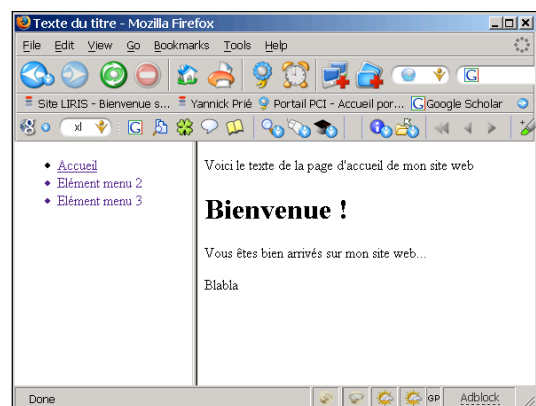 Texte du titre - Mozilla Firefox
File Edit View Go Bookmarks Tools Help
G
Site LIRIS - Bienvenue s... Yannick Prié Portail PCI - Accueil por... G Google Scholar
xl G
Accueil
Elément menu 2
Elément menu 3
Voici le texte de la page d'accueil de mon site web
Bienvenue !
Vous êtes bien arrivés sur mon site web...
Blabla
Done GP Adblock